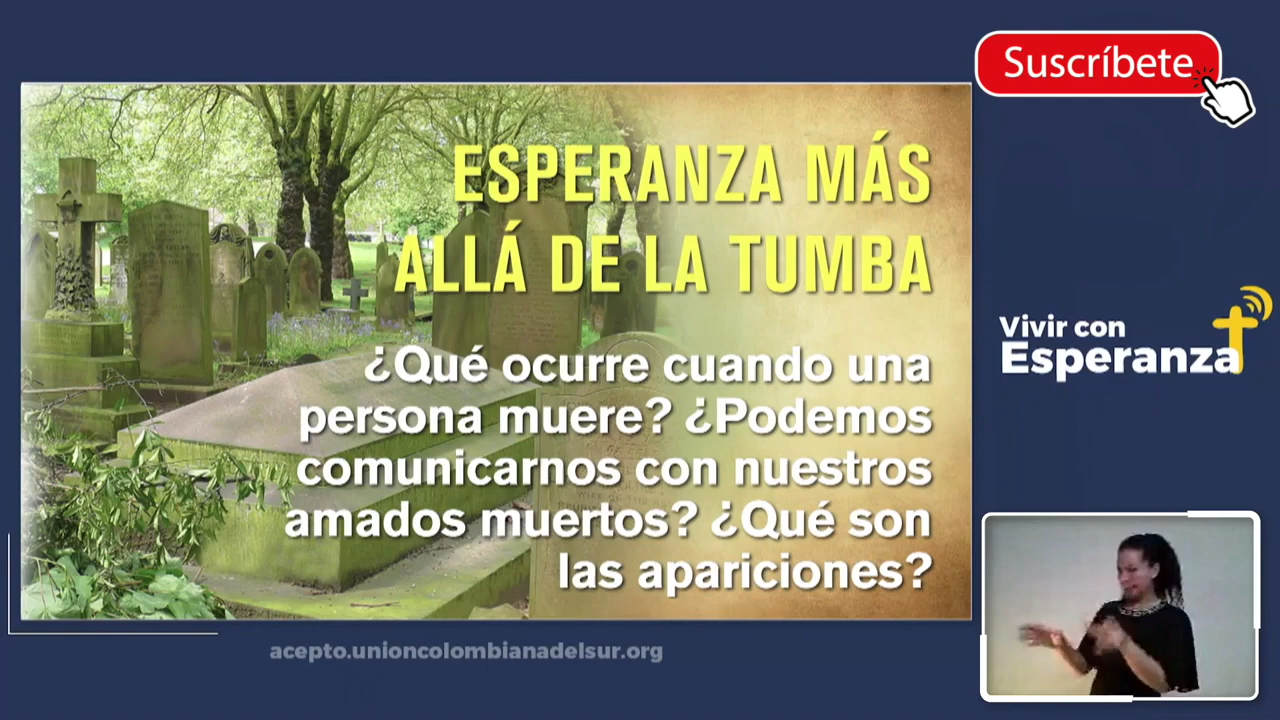 Suscríbete
ESPERANZA MÁS
ALLÁ DE LA TUMBA
¿Qué ocurre cuando una
persona muere? ¿Podemos
comunicarnos con nuestros
amados muertos? ¿Qué son
las apariciones?
Vivir con
Esperanza
acepto.unioncolombianadelsur.org